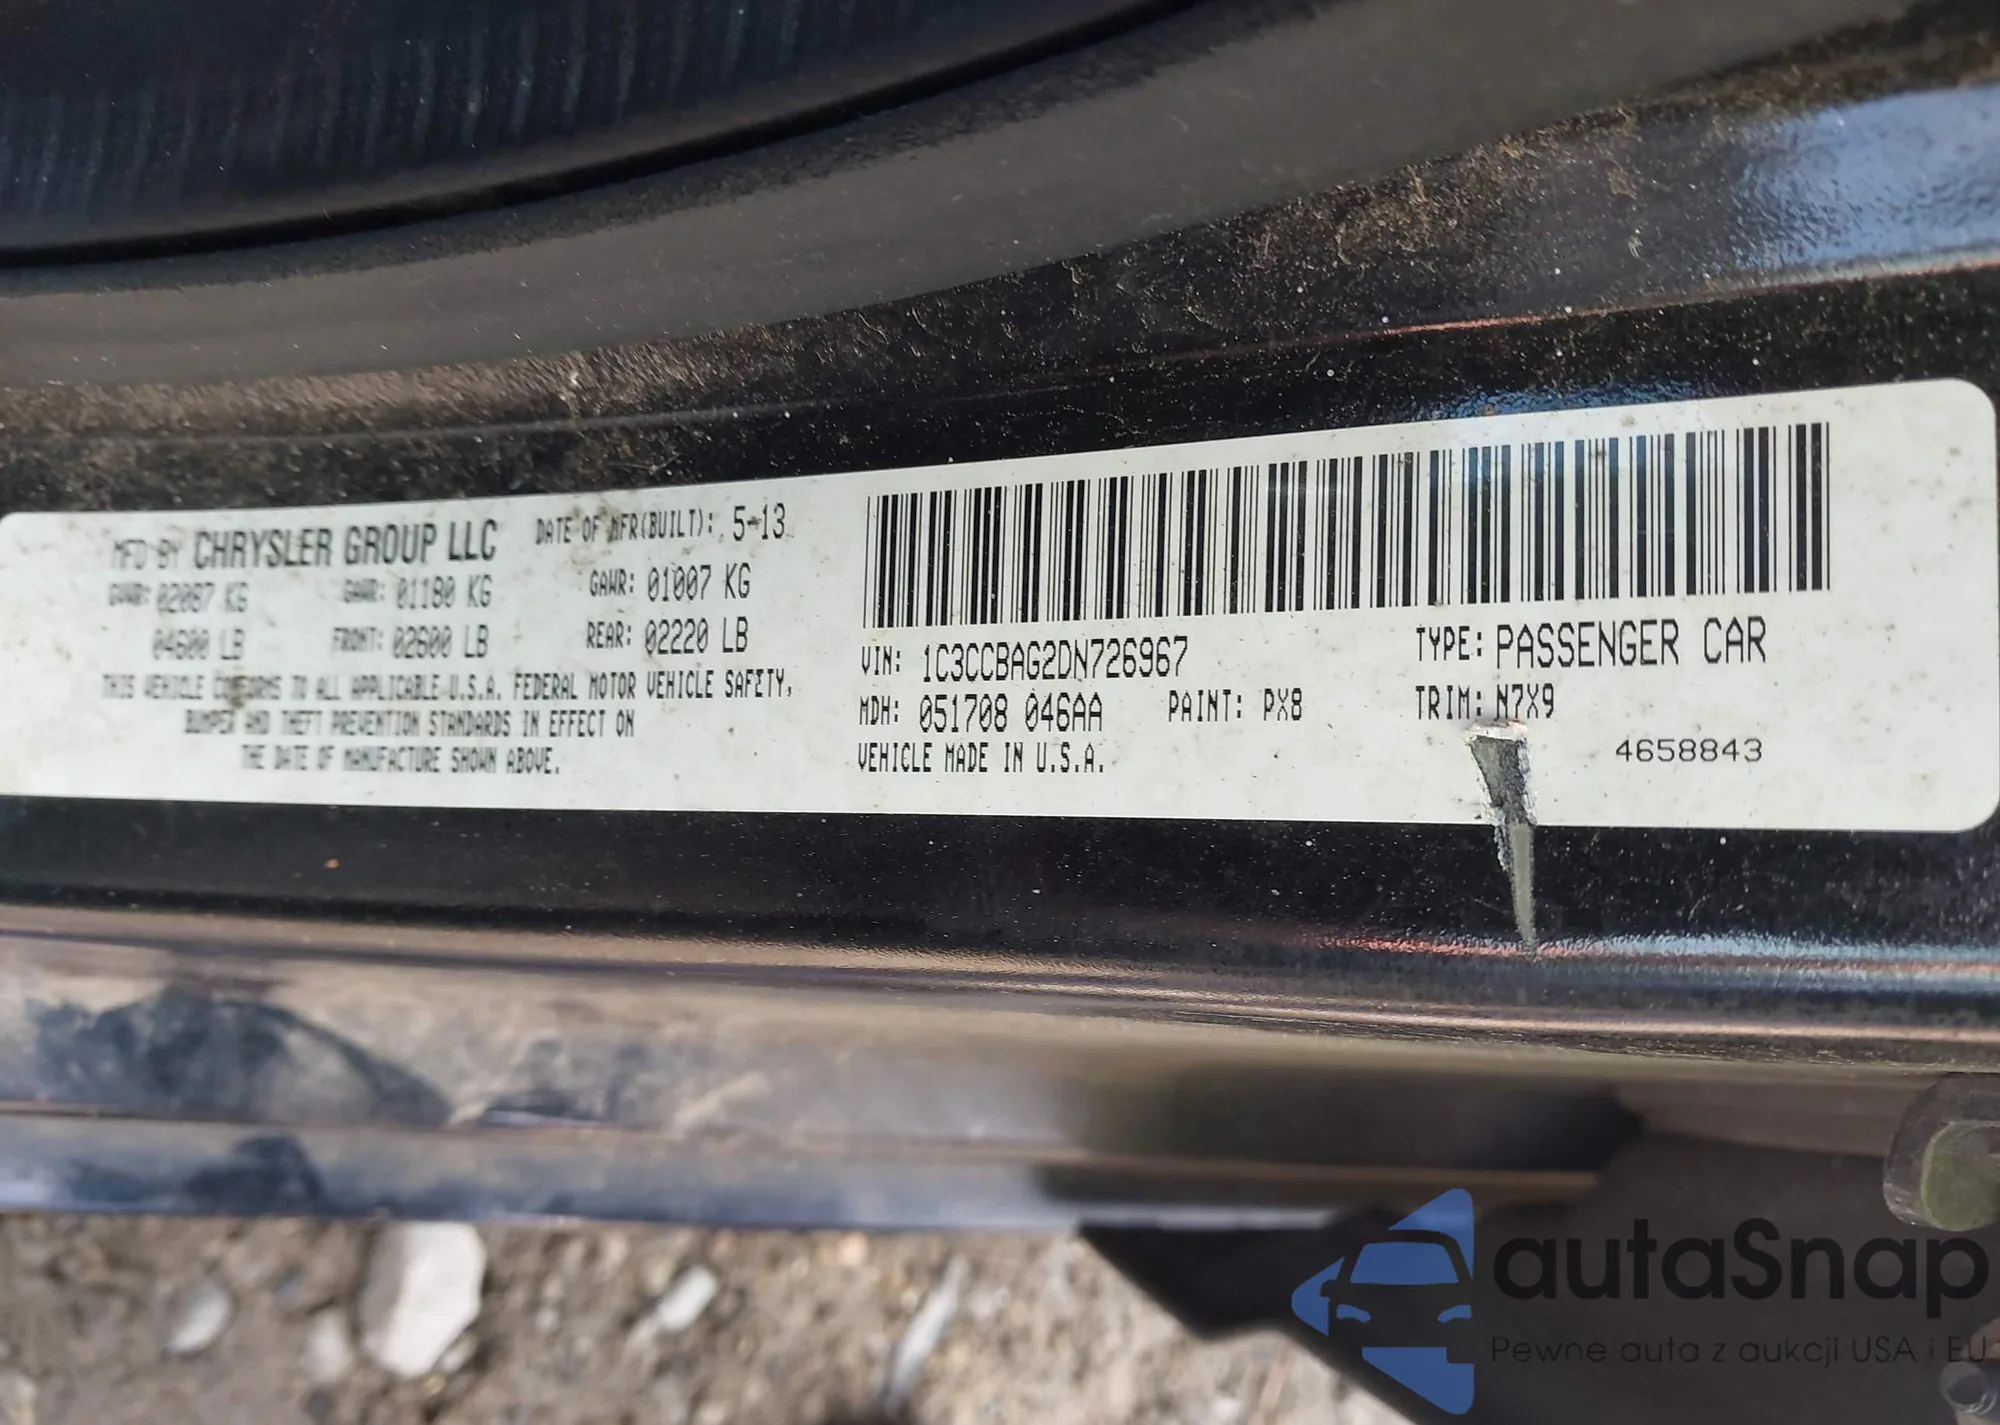 MFD BY CHRYSLER GROUP LLC DATE OF MFR(BUILT): 5-13
GVWR: 02087 KG GAWR: 01180 KG GAWR: 01007 KG
04600 LB FRONT: 02600 LB REAR: 02220 LB
THIS VEHICLE CONFORMS TO ALL APPLICABLE U.S.A. FEDERAL MOTOR VEHICLE SAFETY,
BUMPER AND THEFT PREVENTION STANDARDS IN EFFECT ON
THE DATE OF MANUFACTURE SHOWN ABOVE.
VIN: 1C3CCBAG2DN726967 TYPE: PASSENGER CAR
MDH: 051708 046AA PAINT: PX8 TRIM: N7X9
VEHICLE MADE IN U.S.A. 4658843
autoSnap
Pewne auta z aukcji USA i EU